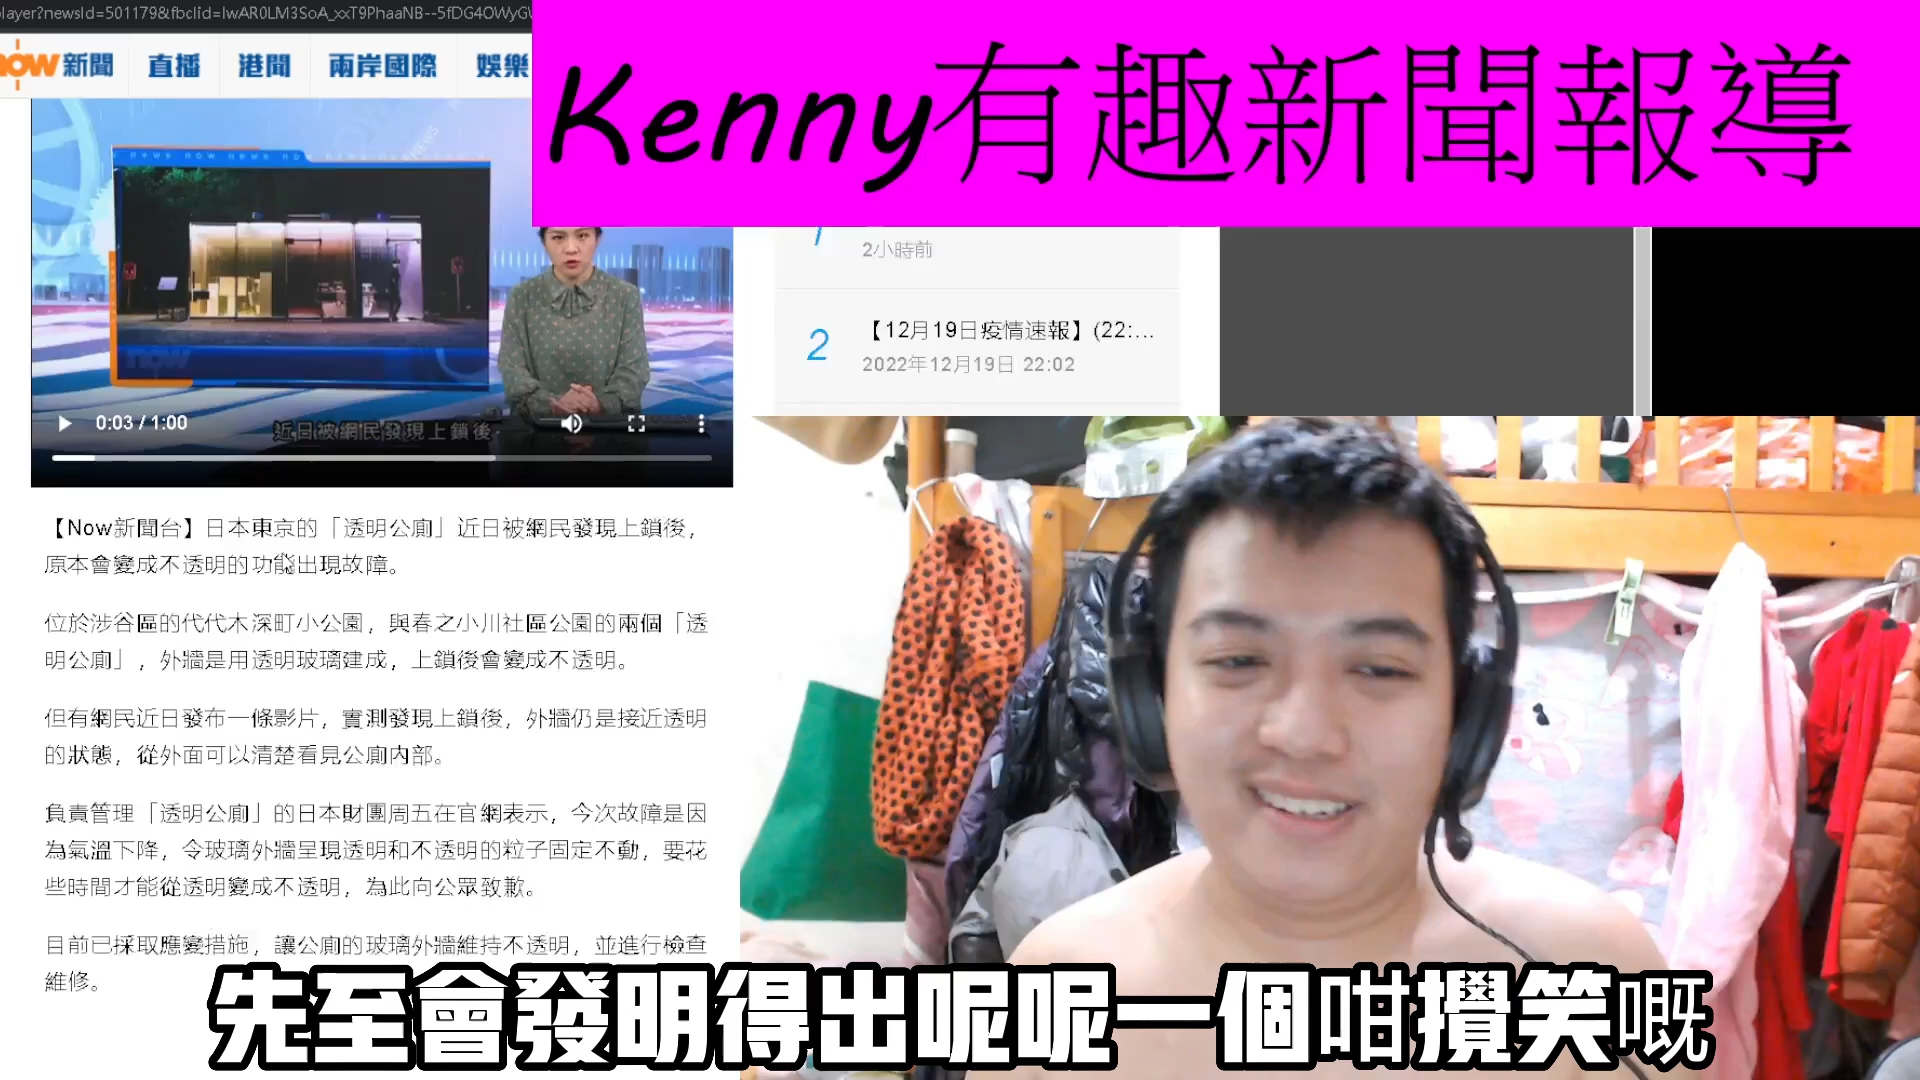 layer?newsId=501179&fbclid=IwAR0LM3SoA_xxT9PhaaNB--5fDG4OWyG
now新聞 直播 港聞 兩岸國際 娛樂
Kenny有趣新聞報導
2小時前
2
【12月19日疫情速報】(22:...
2022年12月19日 22:02
0:03 / 1:00
近日被網民發現上鎖後
【Now新聞台】日本東京的「透明公廁」近日被網民發現上鎖後，
原本會變成不透明的功能出現故障。
位於涉谷區的代代木深町小公園，與春之小川社區公園的兩個「透
明公廁」，外牆是用透明玻璃建成，上鎖後會變成不透明。
但有網民近日發布一條影片，實測發現上鎖後，外牆仍是接近透明
的狀態，從外面可以清楚看見公廁內部。
負責管理「透明公廁」的日本財團周五在官網表示，今次故障是因
為氣溫下降，令玻璃外牆呈現透明和不透明的粒子固定不動，要花
些時間才能從透明變成不透明，為此向公眾致歉。
目前已採取應變措施，讓公廁的玻璃外牆維持不透明，並進行檢查
維修。
先至會發明得出呢呢一個咁攪笑嘅